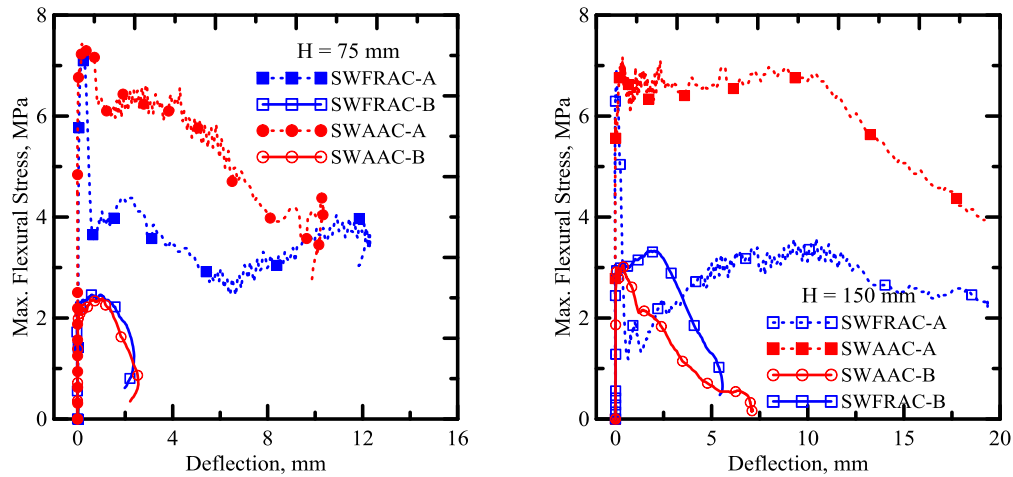 8
6
4
2
0
Max. Flexural Stress, MPa
H = 75 mm
SWFRAC-A
SWFRAC-B
SWAAC-A
SWAAC-B
0 4 8 12 16
Deflection, mm
8
6
4
2
0
Max. Flexural Stress, MPa
H = 150 mm
SWFRAC-A
SWAAC-A
SWAAC-B
SWFRAC-B
0 5 10 15 20
Deflection, mm